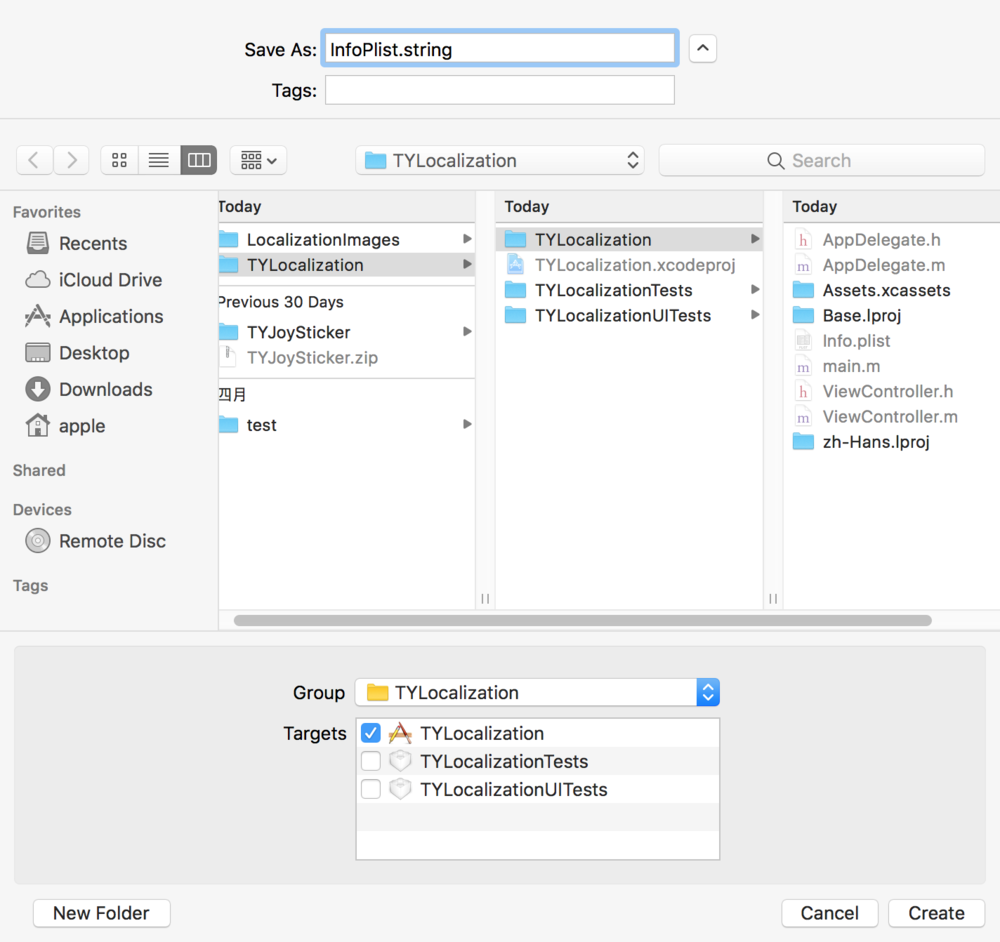 Save As: InfoPlist.string
Tags:
TYLocalization
Search
Favorites
Recents
iCloud Drive
Applications
Desktop
Downloads
apple
Shared
Devices
Remote Disc
Tags
Today
LocalizationImages
TYLocalization
Previous 30 Days
TYJoySticker
TYJoySticker.zip
四月
test
Today
TYLocalization
TYLocalization.xcodeproj
TYLocalizationTests
TYLocalizationUITests
Today
h AppDelegate.h
m AppDelegate.m
Assets.xcassets
Base.lproj
Info.plist
m main.m
h ViewController.h
m ViewController.m
zh-Hans.lproj
Group TYLocalization
Targets TYLocalization
TYLocalizationTests
TYLocalizationUITests
New Folder
Cancel
Create